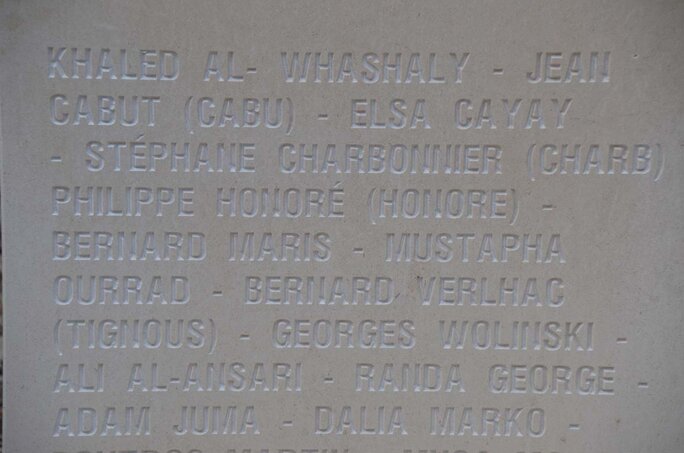 KHALED AL- WHASHALY - JEAN
CABUT (CABU) - ELSA CAYAY
- STÉPHANE CHARBONNIER (CHARB)
PHILIPPE HONORÉ (HONORE) -
BERNARD MARIS - MUSTAPHA
OURRAD - BERNARD VERLHAC
(TIGNOUS) - GEORGES WOLINSKI -
ALI AL-ANSARI - RANDA GEORGE -
ADAM JUMA - DALIA MARKO -